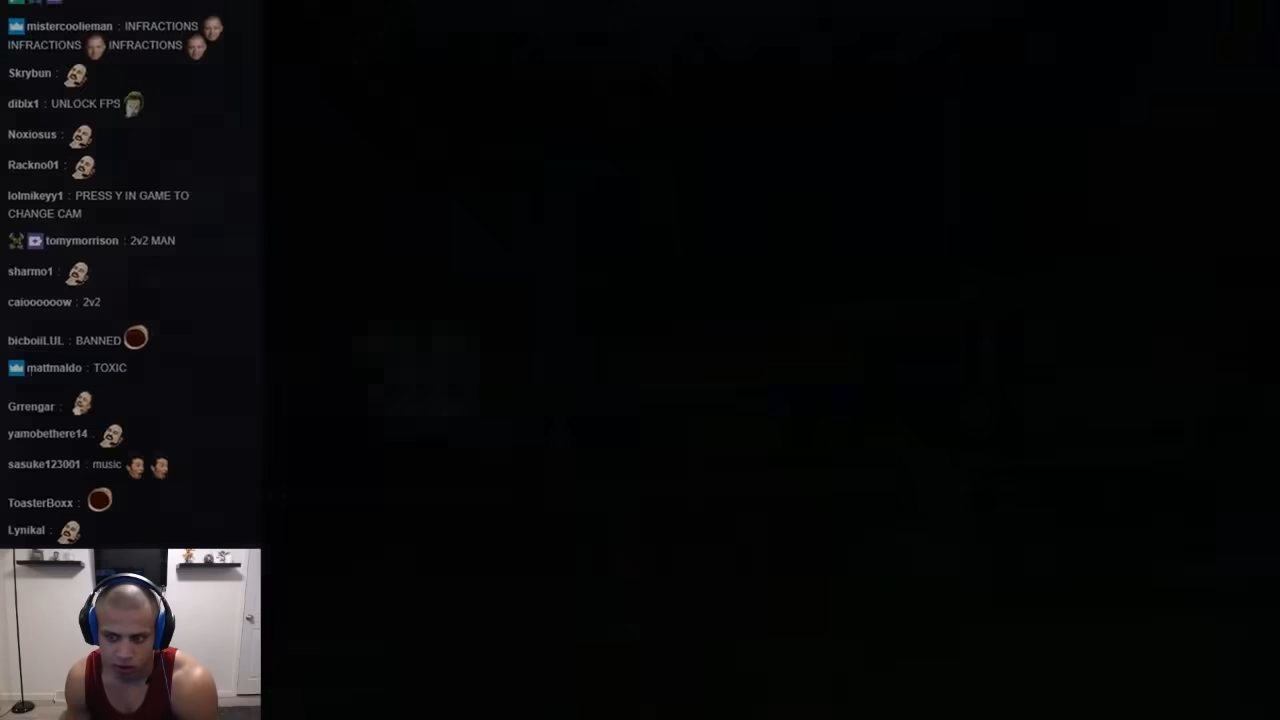 mistercoolieman : INFRACTIONS
INFRACTIONS INFRACTIONS
Skrybun :
diblx1 : UNLOCK FPS
Noxiosus :
Rackno01 :
lolmikeyy1 : PRESS Y IN GAME TO
CHANGE CAM
tomymorrison : 2v2 MAN
sharmo1 :
caioooooow : 2v2
bicboiiLUL : BANNED
mattmaldo : TOXIC
Grrengar :
yamobethere14 :
sasuke123001 : music
ToasterBoxx :
Lynikal :